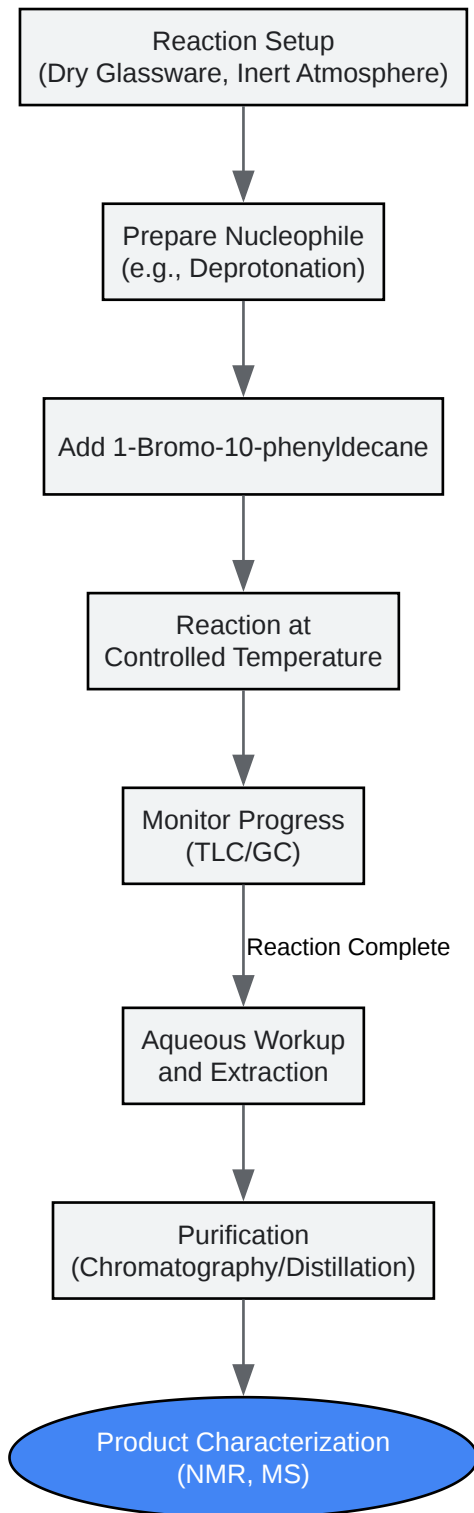 Reaction Setup
(Dry Glassware, Inert Atmosphere)
Prepare Nucleophile
(e.g., Deprotonation)
Add 1-Bromo-10-phenyldecane
Reaction at
Controlled Temperature
Monitor Progress
(TLC/GC)
Reaction Complete
Aqueous Workup
and Extraction
Purification
(Chromatography/Distillation)
Product Characterization
(NMR, MS)